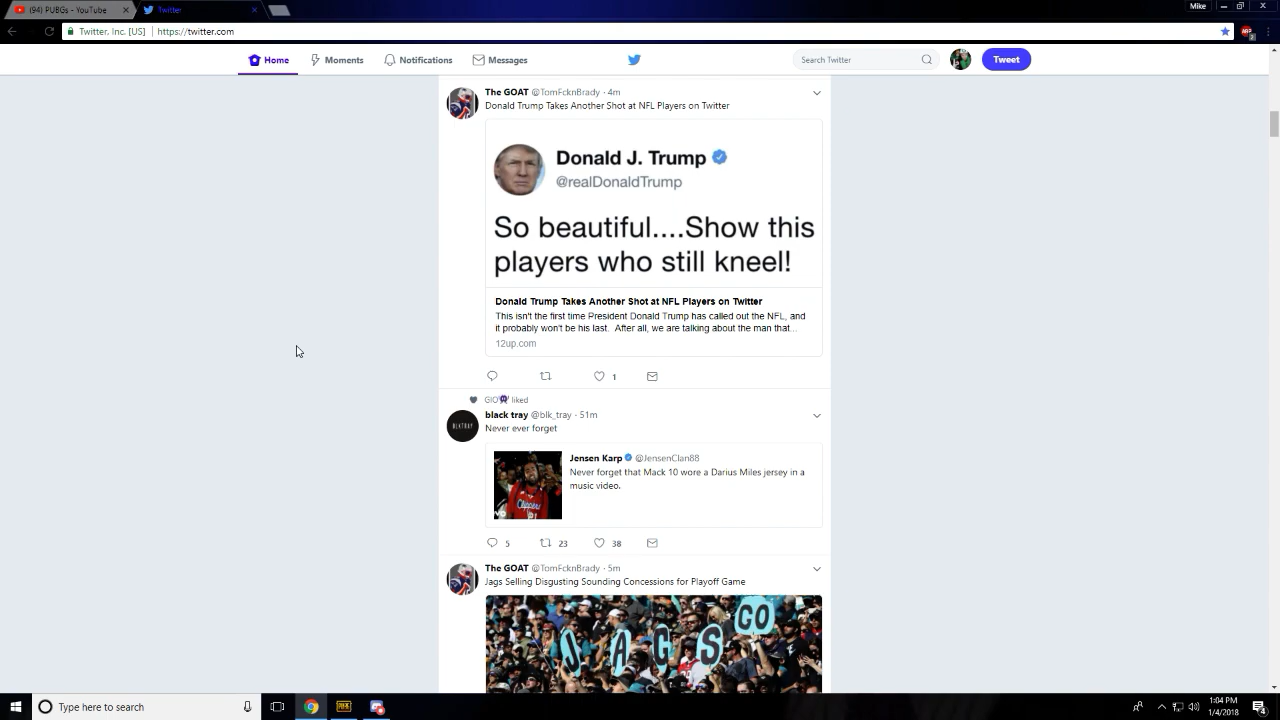 (94) PUBGs - YouTube
Twitter
Mike
Twitter, Inc. [US] https://twitter.com
Home Moments Notifications Messages Search Twitter Tweet
The GOAT @TomFcknBrady · 4m
Donald Trump Takes Another Shot at NFL Players on Twitter
Donald J. Trump
@realDonaldTrump
So beautiful....Show this
players who still kneel!
Donald Trump Takes Another Shot at NFL Players on Twitter
This isn't the first time President Donald Trump has called out the NFL, and
it probably won't be his last. After all, we are talking about the man that...
12up.com
1
GIO liked
black tray @blk_tray · 51m
Never ever forget
BLKTRAY
Jensen Karp @JensenClan88
Never forget that Mack 10 wore a Darius Miles jersey in a
music video.
Clippers
5 23 38
The GOAT @TomFcknBrady · 5m
Jags Selling Disgusting Sounding Concessions for Playoff Game
JAGS GO
Type here to search
1:04 PM
1/4/2018